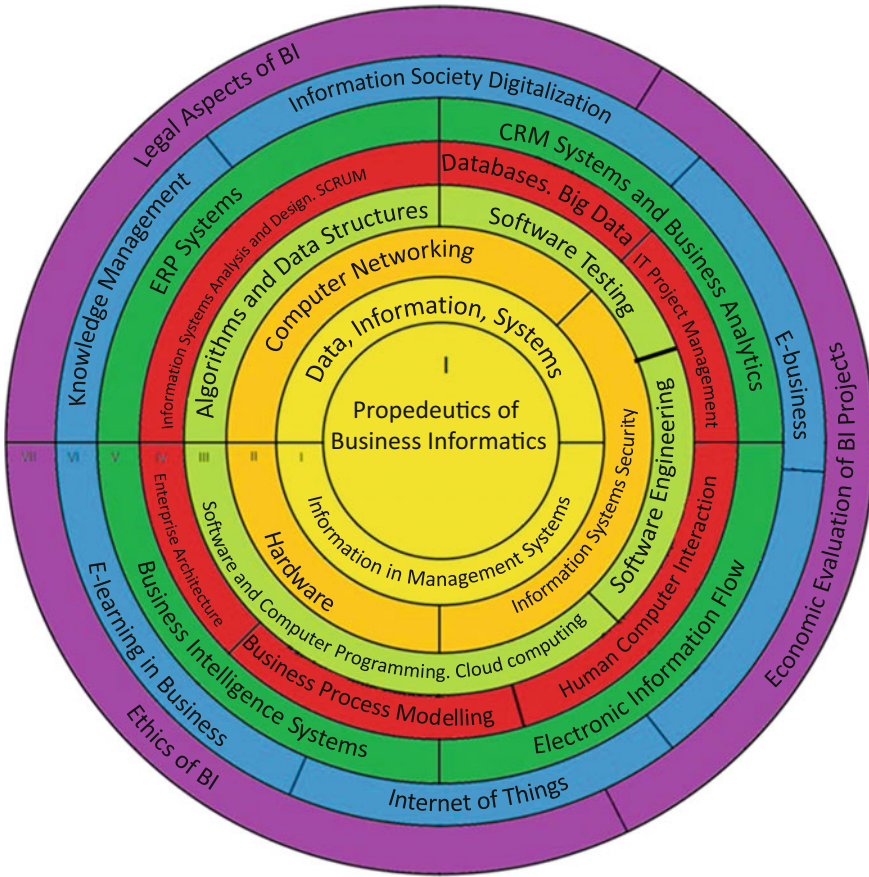 Legal Aspects of BI
Information Society Digitalization
CRM Systems and Business Analytics
Databases. Big Data
Software Testing
IT Project Management
Knowledge Management
ERP Systems
Information Systems Analysis and Design. SCRUM
Algorithms and Data Structures
Computer Networking
Data, Information, Systems
I
Propedeutics of
Business Informatics
E-business
Economic Evaluation of BI Projects
VII
VI
V
IV
III
II
I
Information in Management Systems
Information Systems Security
Software Engineering
Human Computer Interaction
Electronic Information Flow
Hardware
Software and Computer Programming. Cloud computing
Enterprise Architecture
Business Process Modelling
Business Intelligence Systems
E-learning in Business
Ethics of BI
Internet of Things